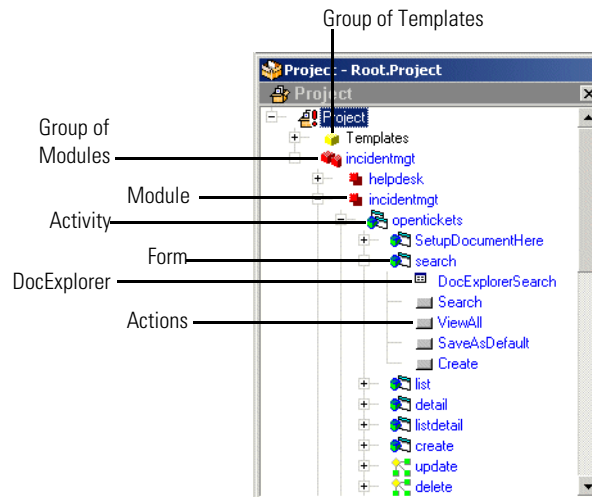 Group of Templates
Project - Root.Project
Project
Project
Templates
Group of
Modules
incidentmgt
helpdesk
Module
incidentmgt
Activity
opentickets
SetupDocumentHere
Form
search
DocExplorer
DocExplorerSearch
Search
Actions
ViewAll
SaveAsDefault
Create
list
detail
listdetail
create
update
delete